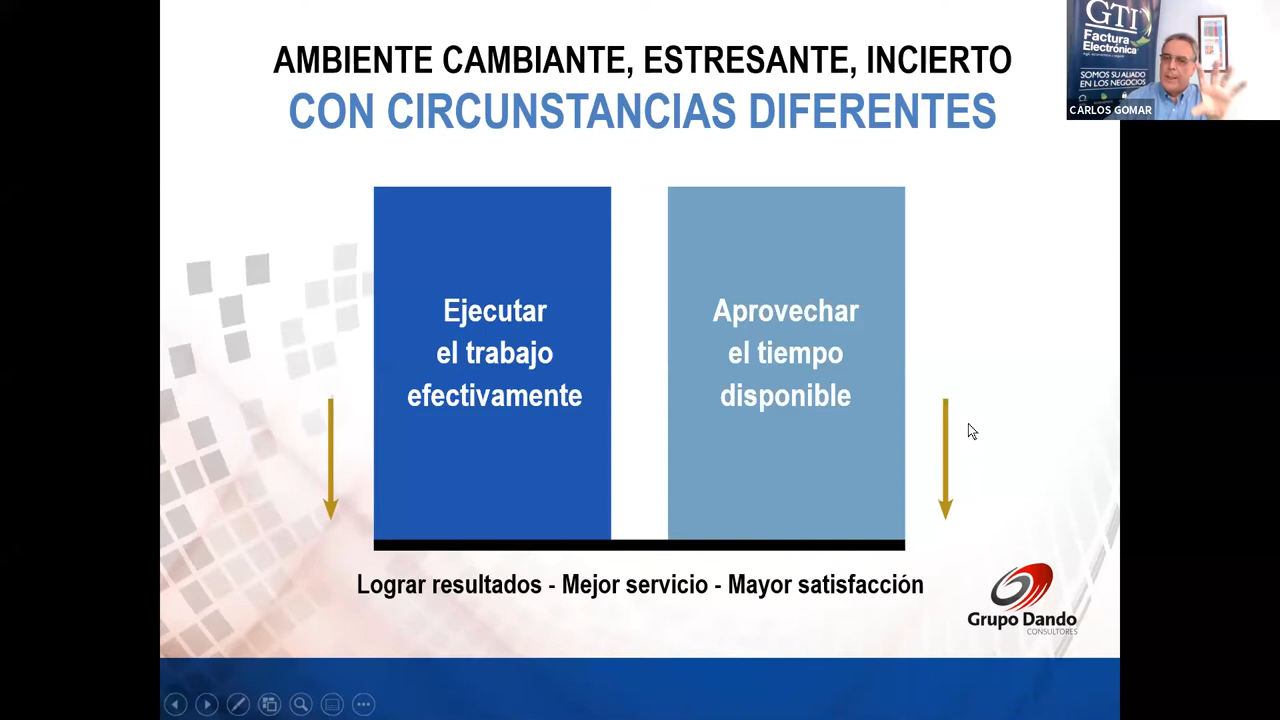 AMBIENTE CAMBIANTE, ESTRESANTE, INCIERTO
CON CIRCUNSTANCIAS DIFERENTES
GTI
Factura
Electrónica
SOMOS SU ALIADO
EN LOS NEGOCIOS
CARLOS GOMAR
Ejecutar
el trabajo
efectivamente
Aprovechar
el tiempo
disponible
Lograr resultados - Mejor servicio - Mayor satisfacción
Grupo Dando
CONSULTORES